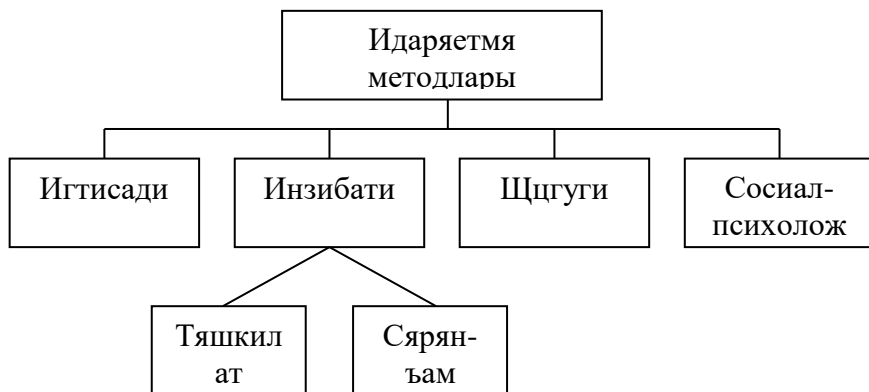 Идаряетмя
методлары
Игтисади
Инзибати
Щцгуги
Сосиал-
психолож
Тяшкил
ат
Сярян-
ъам